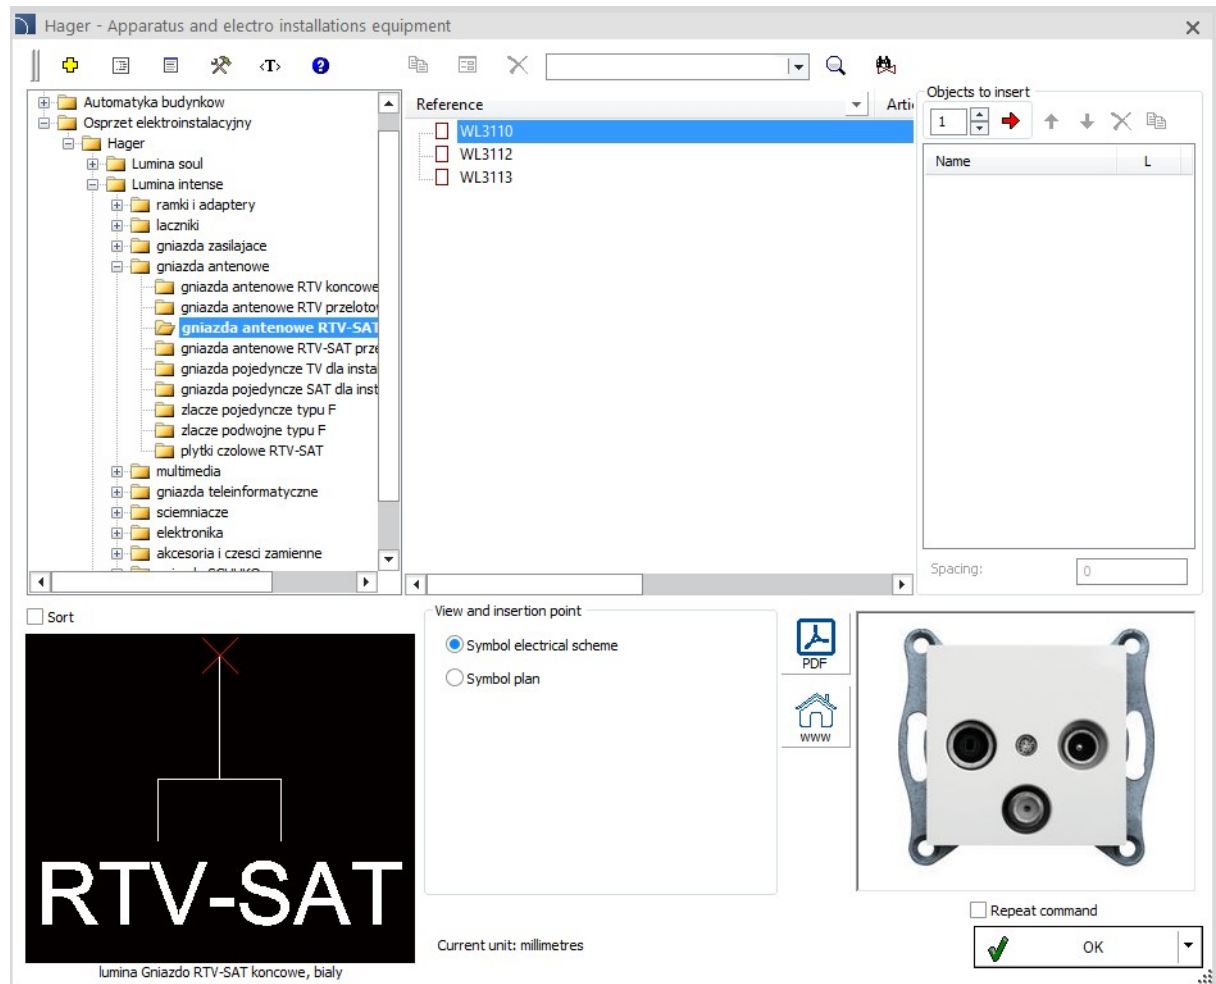 Hager - Apparatus and electro installations equipment
<T>
?
Automatyka budynkow
Osprzet elektroinstalacyjny
Hager
Lumina soul
Lumina intense
ramki i adaptery
laczniki
gniazda zasilajace
gniazda antenowe
gniazda antenowe RTV koncowe
gniazda antenowe RTV przeloto
gniazda antenowe RTV-SAT
gniazda antenowe RTV-SAT prze
gniazda pojedyncze TV dla insta
gniazda pojedyncze SAT dla inst
zlacze pojedyncze typu F
zlacze podwojne typu F
plytki czolowe RTV-SAT
multimedia
gniazda teleinformatyczne
sciemniacze
elektronika
akcesoria i czesci zamienne
Reference
Arti
WL3110
WL3112
WL3113
Objects to insert
1
Name
L
Spacing:
0
Sort
RTV-SAT
lumina Gniazdo RTV-SAT koncowe, bialy
View and insertion point
Symbol electrical scheme
Symbol plan
PDF
www
Current unit: millimetres
Repeat command
OK